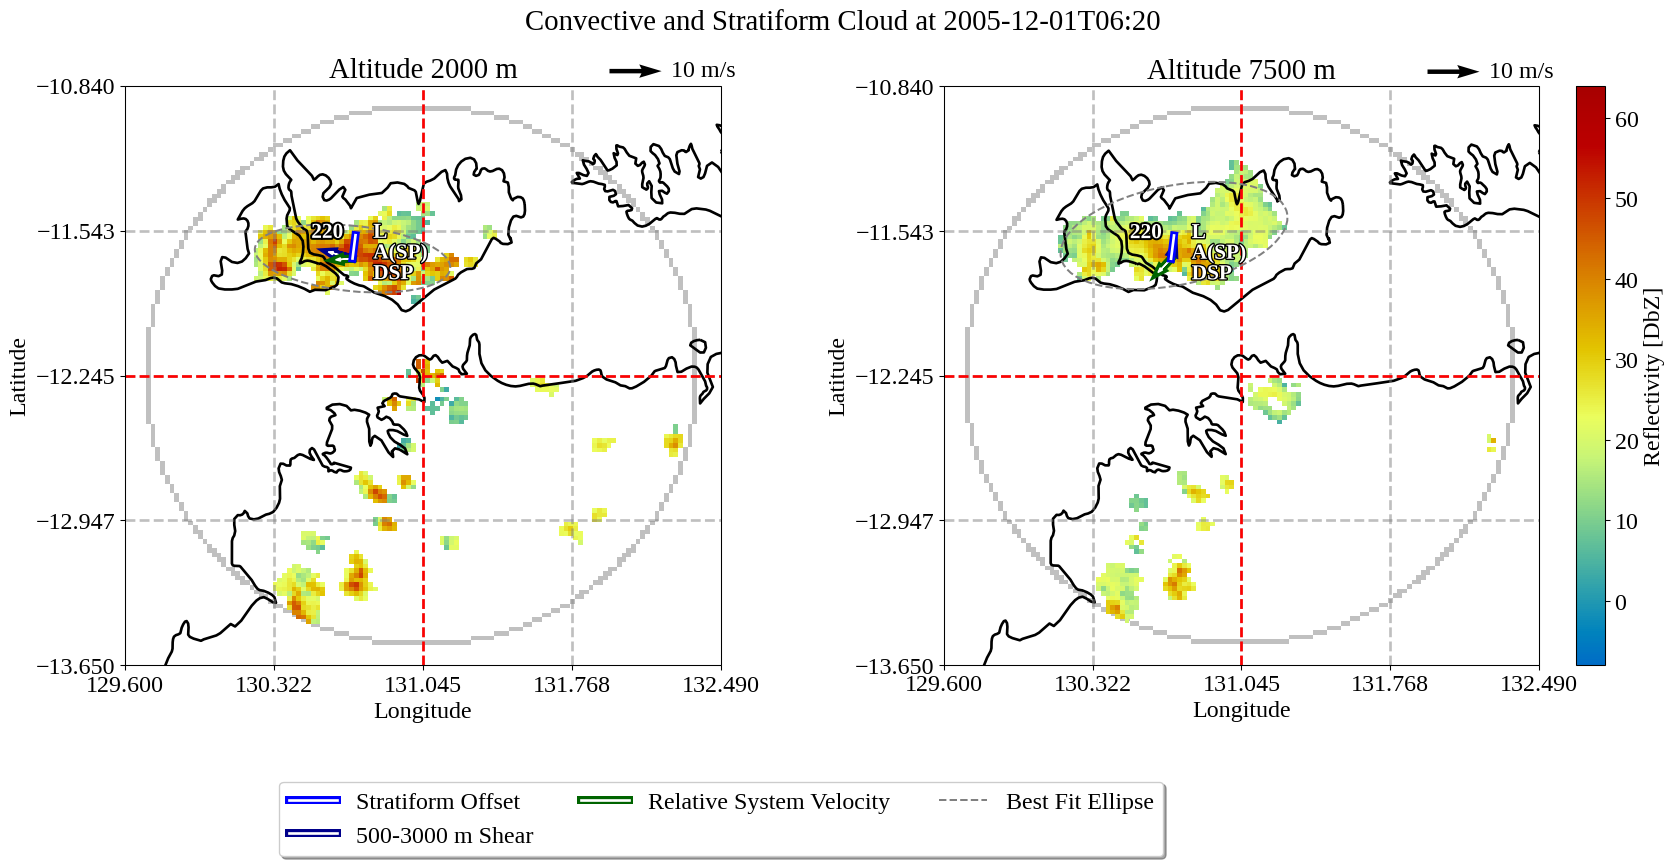 Convective and Stratiform Cloud at 2005-12-01T06:20
Altitude 2000 m
10 m/s
−10.840
−11.543
−12.245
−12.947
−13.650
Latitude
220
L
A(SP)
DSP
129.600
130.322
131.045
131.768
132.490
Longitude
Altitude 7500 m
10 m/s
−10.840
−11.543
−12.245
−12.947
−13.650
Latitude
220
L
A(SP)
DSP
129.600
130.322
131.045
131.768
132.490
Longitude
60
50
40
30
20
10
0
Reflectivity [DbZ]
Stratiform Offset
500-3000 m Shear
Relative System Velocity
Best Fit Ellipse